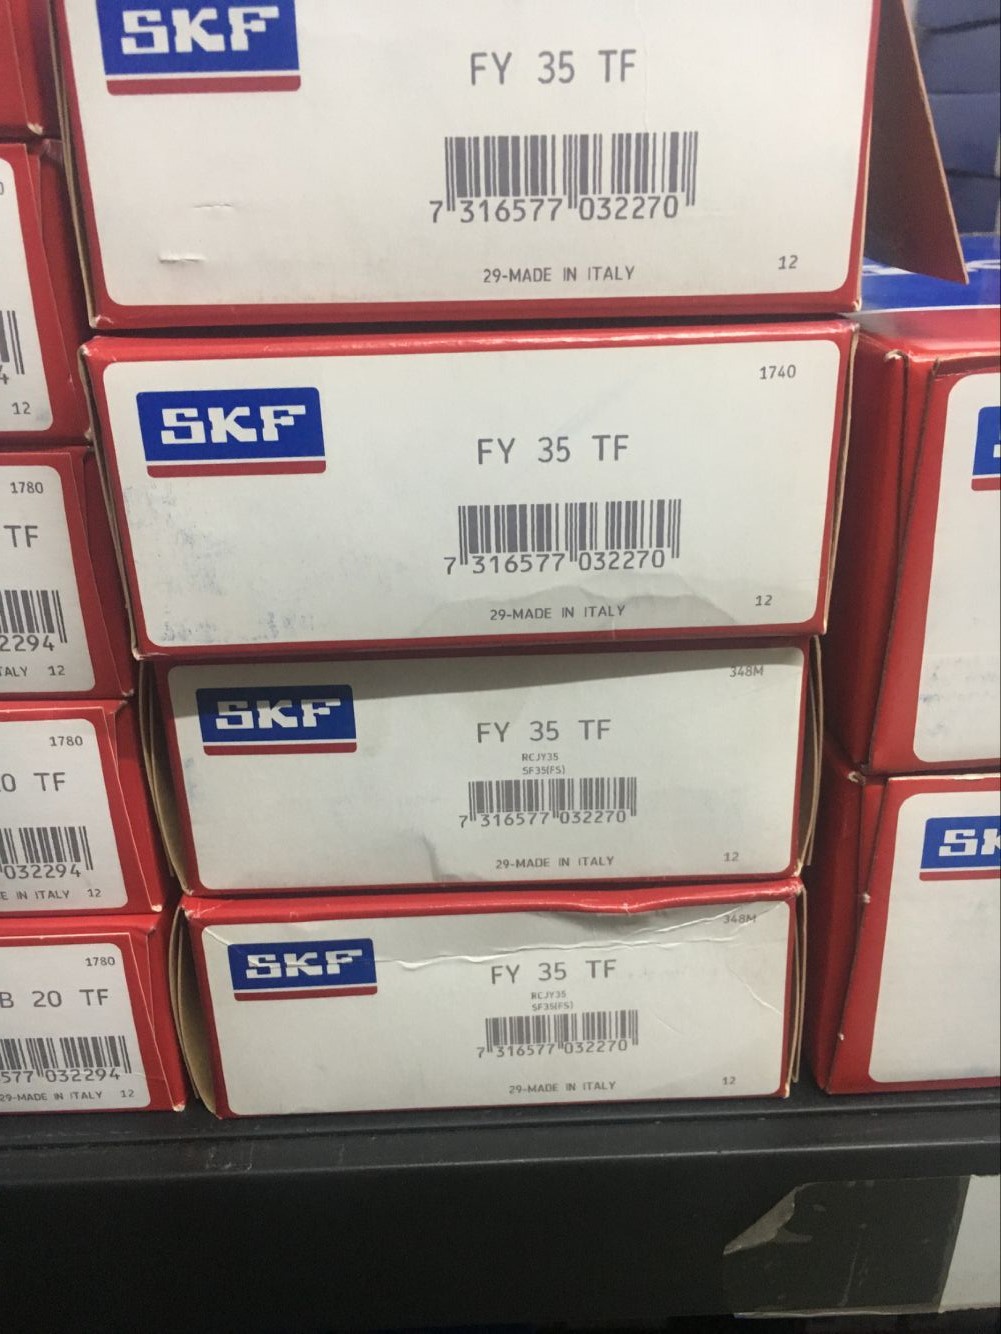 SKF
FY 35 TF
7 316577 032270
29-MADE IN ITALY
12
1740
SKF
FY 35 TF
7 316577 032270
29-MADE IN ITALY
12
348M
SKF
FY 35 TF
RCJY35
SF35(FS)
7 316577 032270
29-MADE IN ITALY
12
348M
SKF
FY 35 TF
RCJY35
SF35(FS)
7 316577 032270
29-MADE IN ITALY
12
12
1780
TF
2294
ALY 12
1780
0 TF
032294
E IN ITALY 12
1780
B 20 TF
577 032294
29-MADE IN ITALY 12
SK